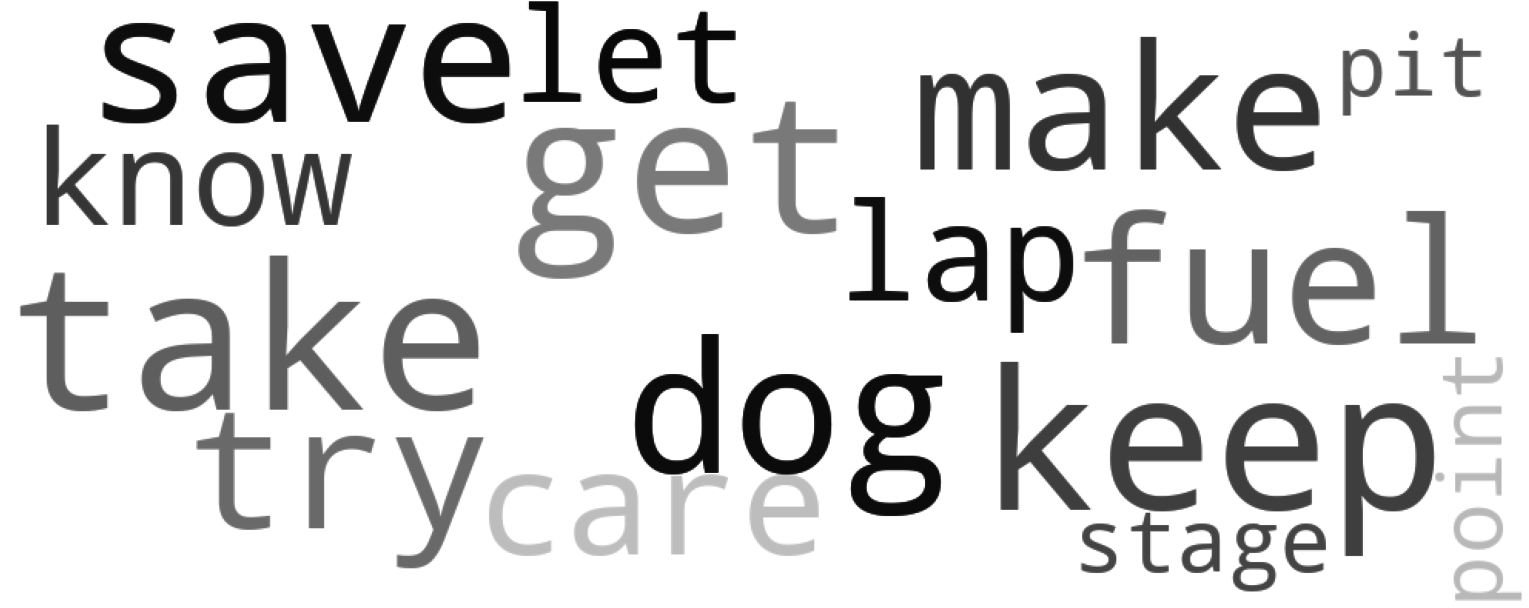 save
let
make
pit
know
get
lap
fuel
take
dog
keep
point
try
care
stage